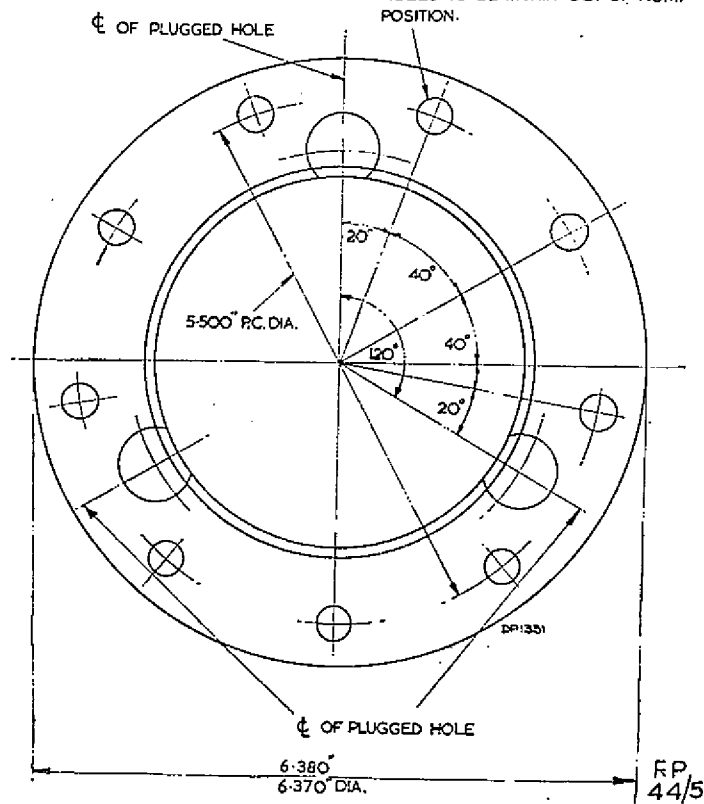 POSITION.
℄ OF PLUGGED HOLE
20°
40°
5·500" P.C. DIA.
120°
40°
20°
DP1351
℄ OF PLUGGED HOLE
6·380"
6·370" DIA.
44/5